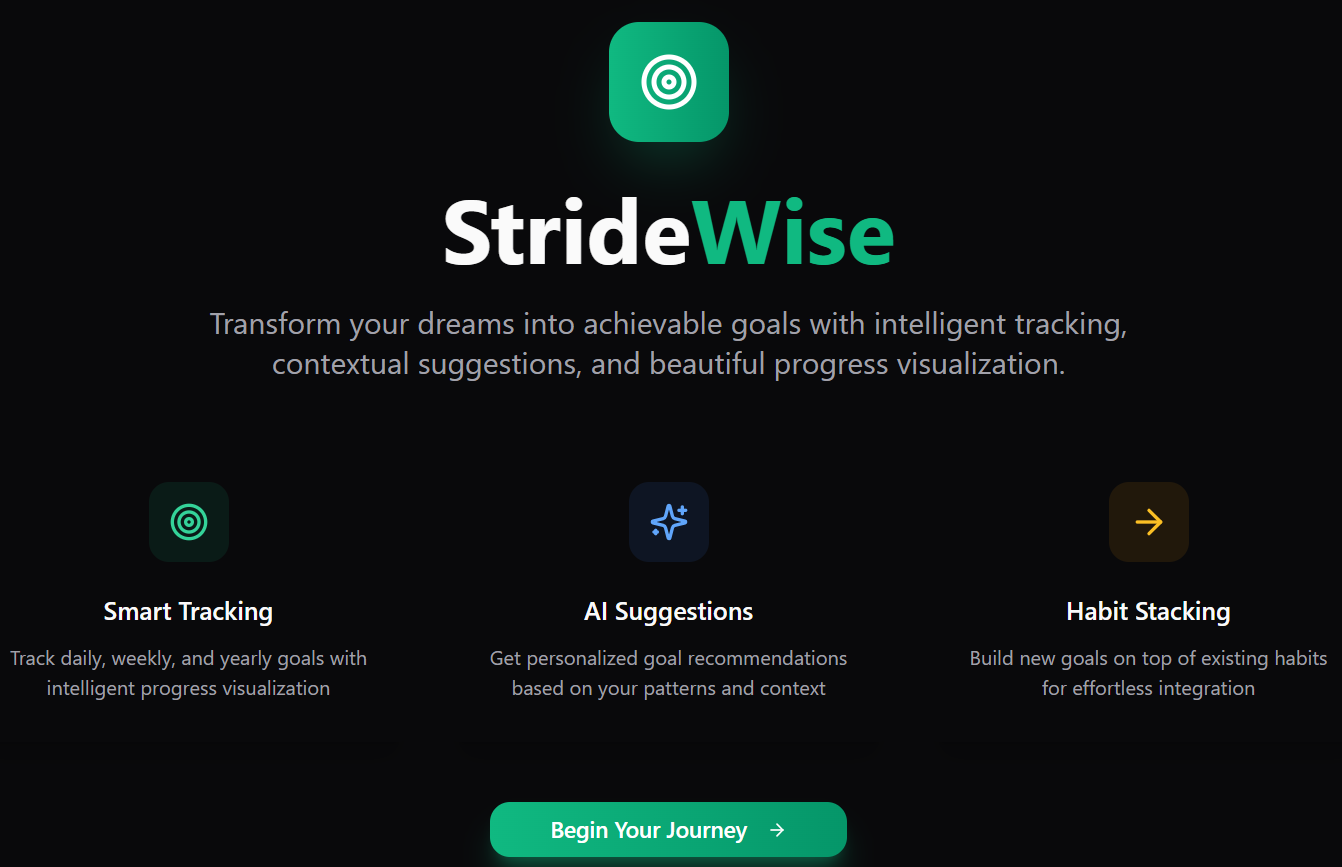 StrideWise
Transform your dreams into achievable goals with intelligent tracking,
contextual suggestions, and beautiful progress visualization.
Smart Tracking
Track daily, weekly, and yearly goals with
intelligent progress visualization
AI Suggestions
Get personalized goal recommendations
based on your patterns and context
Habit Stacking
Build new goals on top of existing habits
for effortless integration
Begin Your Journey